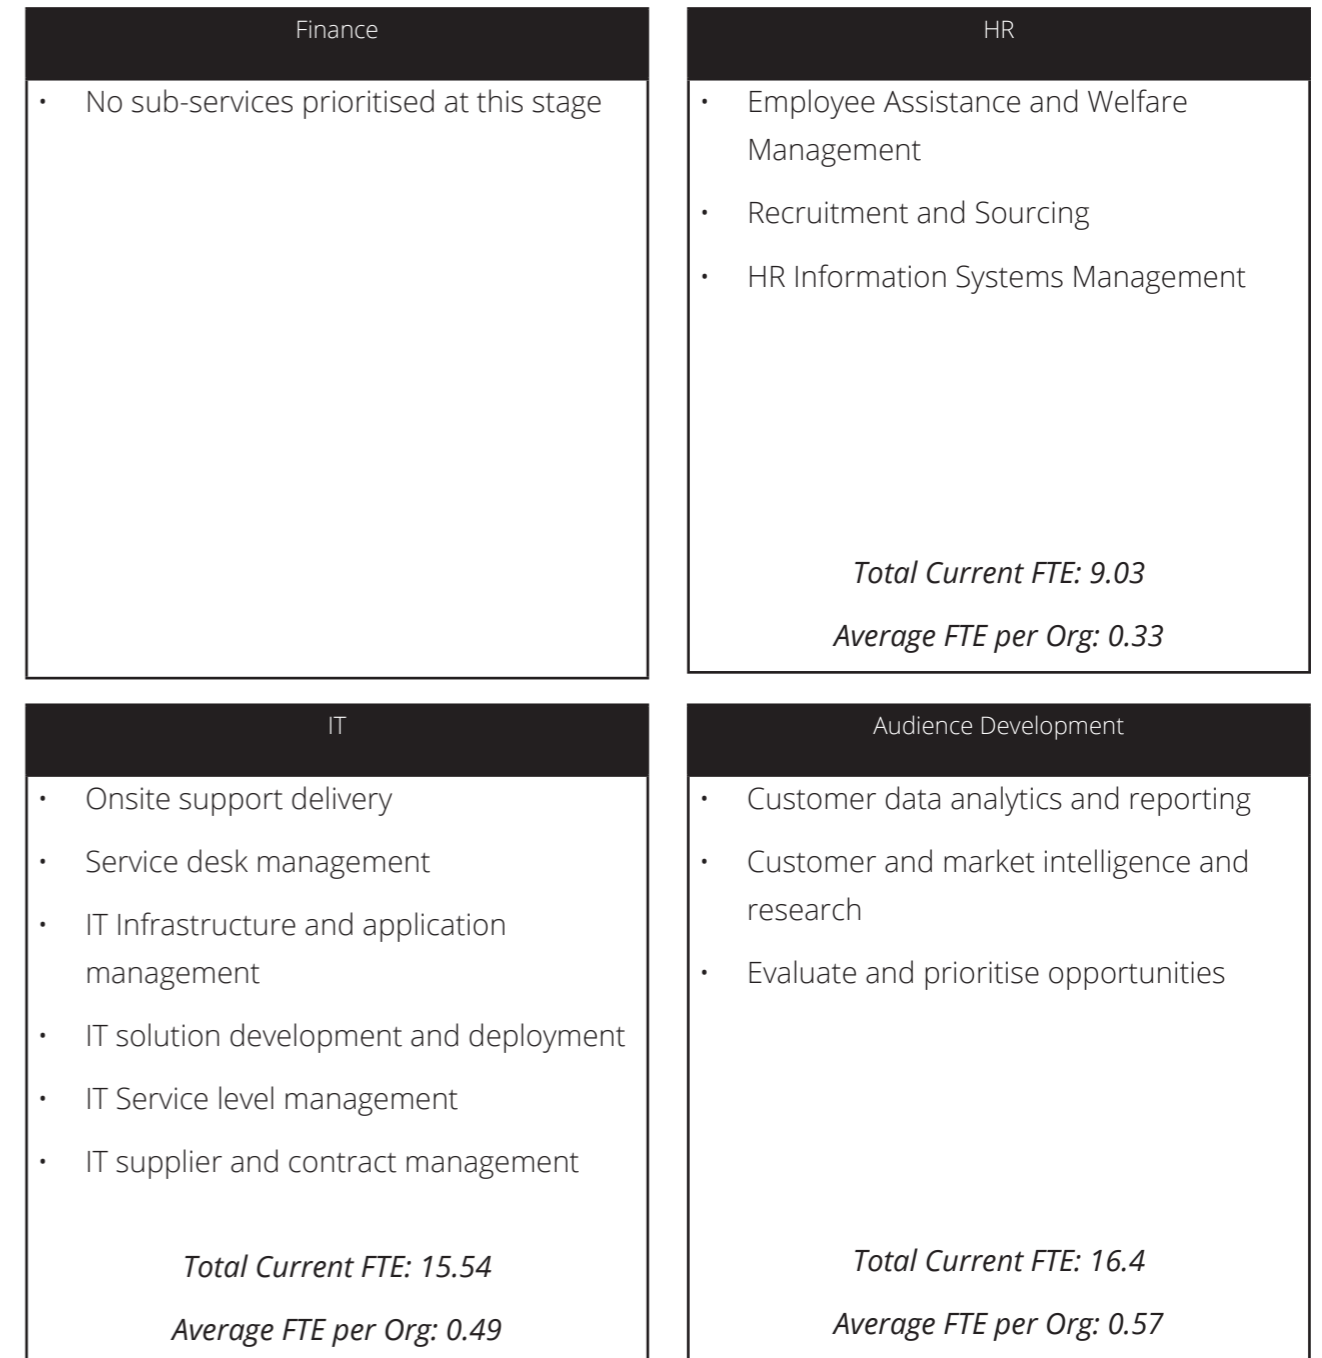 Finance
• No sub-services prioritised at this stage
HR
• Employee Assistance and Welfare
Management
• Recruitment and Sourcing
• HR Information Systems Management
Total Current FTE: 9.03
Average FTE per Org: 0.33
IT
• Onsite support delivery
• Service desk management
• IT Infrastructure and application
management
• IT solution development and deployment
• IT Service level management
• IT supplier and contract management
Total Current FTE: 15.54
Average FTE per Org: 0.49
Audience Development
• Customer data analytics and reporting
• Customer and market intelligence and
research
• Evaluate and prioritise opportunities
Total Current FTE: 16.4
Average FTE per Org: 0.57